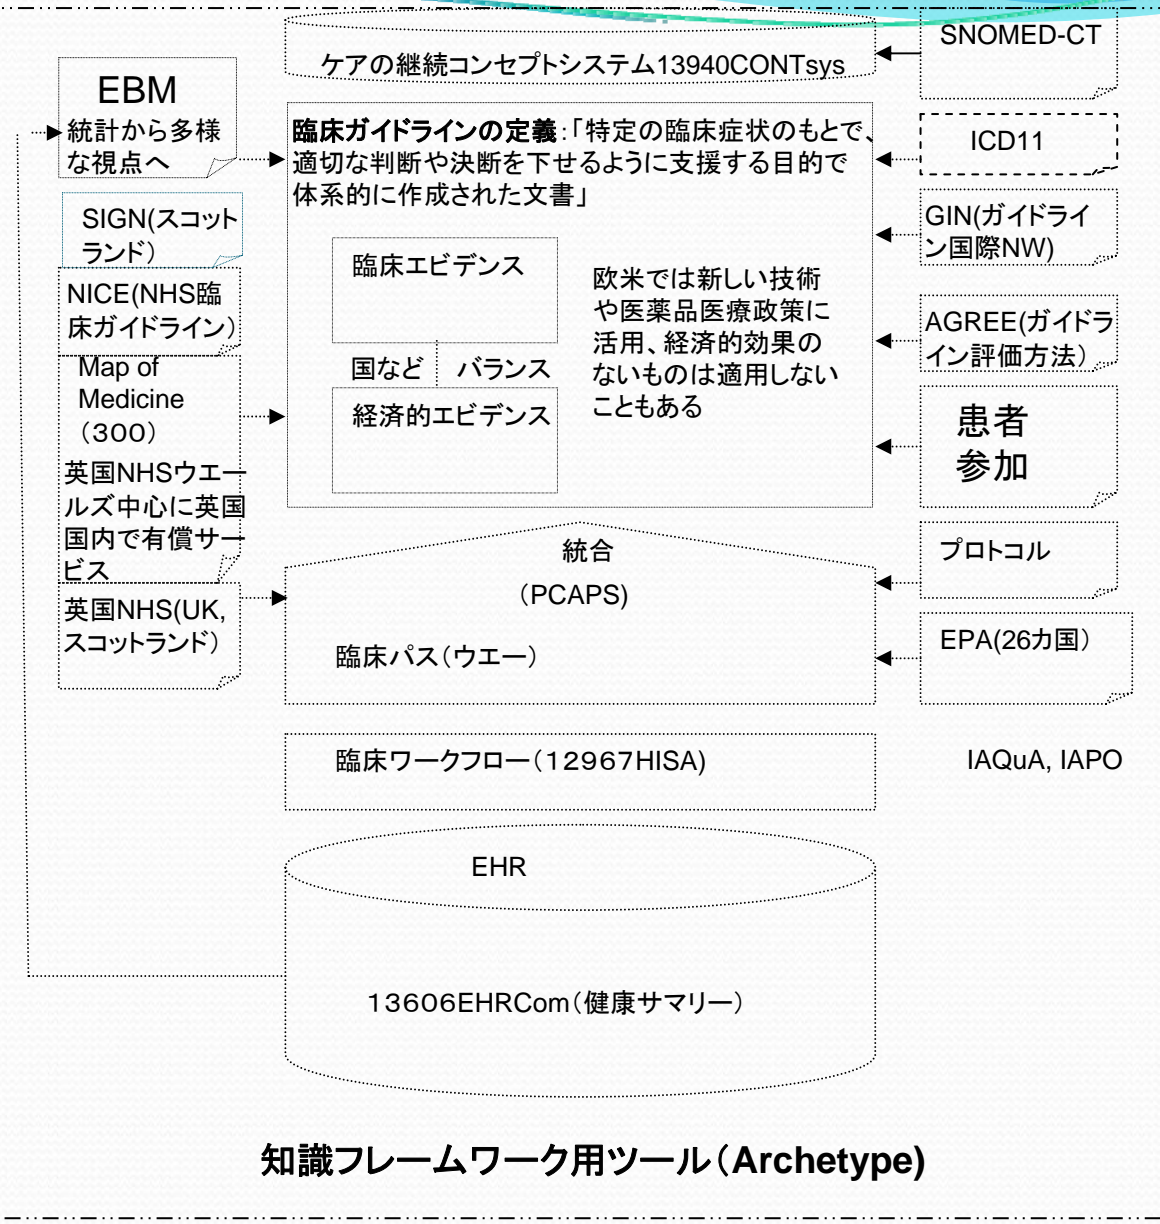 SNOMED-CT
ケアの継続コンセプトシステム13940CONTsys
EBM
統計から多様
な視点へ
臨床ガイドラインの定義:「特定の臨床症状のもとで、
適切な判断や決断を下せるように支援する目的で
体系的に作成された文書」
ICD11
SIGN(スコット
ランド）
GIN(ガイドライ
ン国際NW)
臨床エビデンス
欧米では新しい技術
や医薬品医療政策に
活用、経済的効果の
ないものは適用しない
こともある
NICE(NHS臨
床ガイドライン）
AGREE(ガイドラ
イン評価方法）
国など
バランス
経済的エビデンス
Map of
Medicine
（３００）
英国NHSウエー
ルズ中心に英国
国内で有償サー
ビス
患者
参加
統合
（PCAPS)
プロトコル
英国NHS(UK,
スコットランド）
臨床パス（ウエー）
EPA(26カ国）
臨床ワークフロー（１２９６７HISA)
IAQuA, IAPO
EHR
１３６０６EHRCom（健康サマリー）
知識フレームワーク用ツール（Archetype)